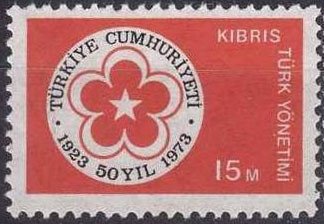 TÜRKİYE CUMHURİYETİ
· 1923 50 YIL 1973 ·
KIBRIS
TÜRK YÖNETİMİ
15 M